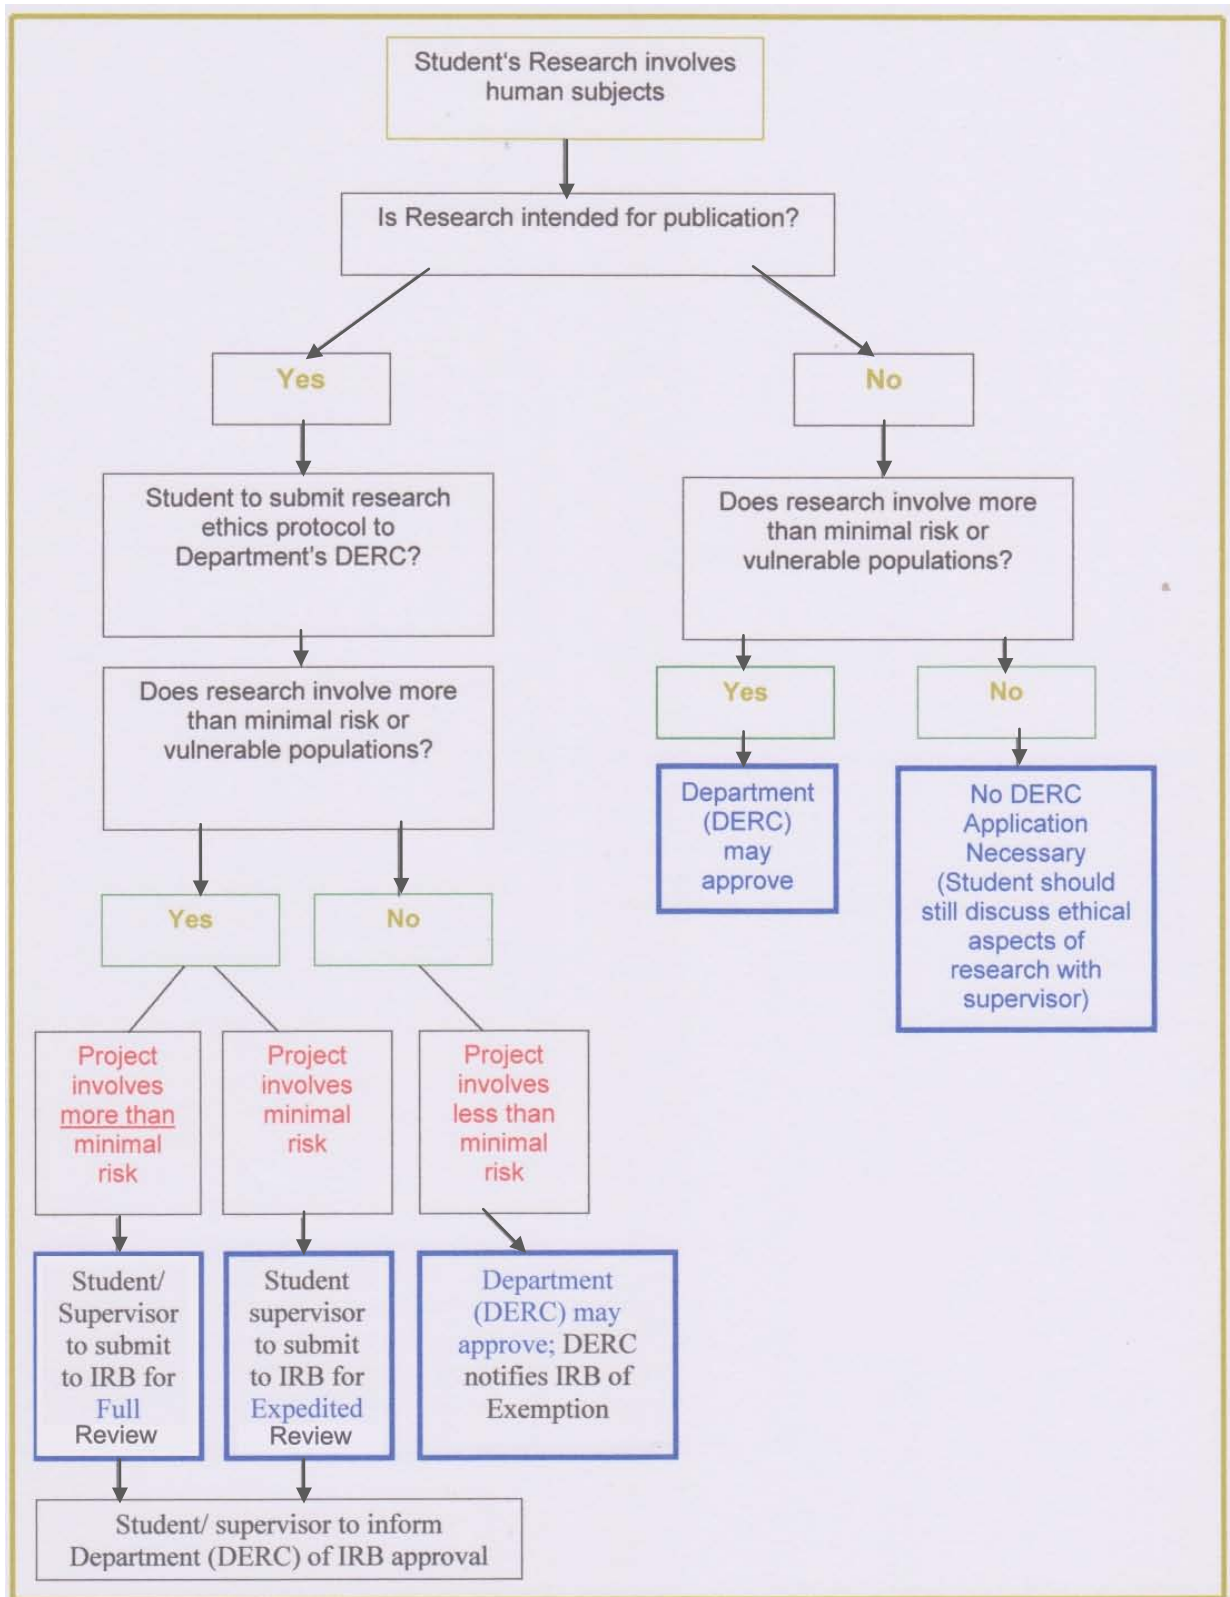 Student's Research involves
human subjects
Is Research intended for publication?
Yes
No
Student to submit research
ethics protocol to
Department's DERC?
Does research involve more
than minimal risk or
vulnerable populations?
Does research involve more
than minimal risk or
vulnerable populations?
Yes
No
Department
(DERC)
may
approve
No DERC
Application
Necessary
(Student should
still discuss ethical
aspects of
research with
supervisor)
Yes
No
Project
involves
more than
minimal
risk
Project
involves
minimal
risk
Project
involves
less than
minimal
risk
Student/
Supervisor
to submit
to IRB for
Full
Review
Student
supervisor
to submit
to IRB for
Expedited
Review
Department
(DERC) may
approve; DERC
notifies IRB of
Exemption
Student/ supervisor to inform
Department (DERC) of IRB approval